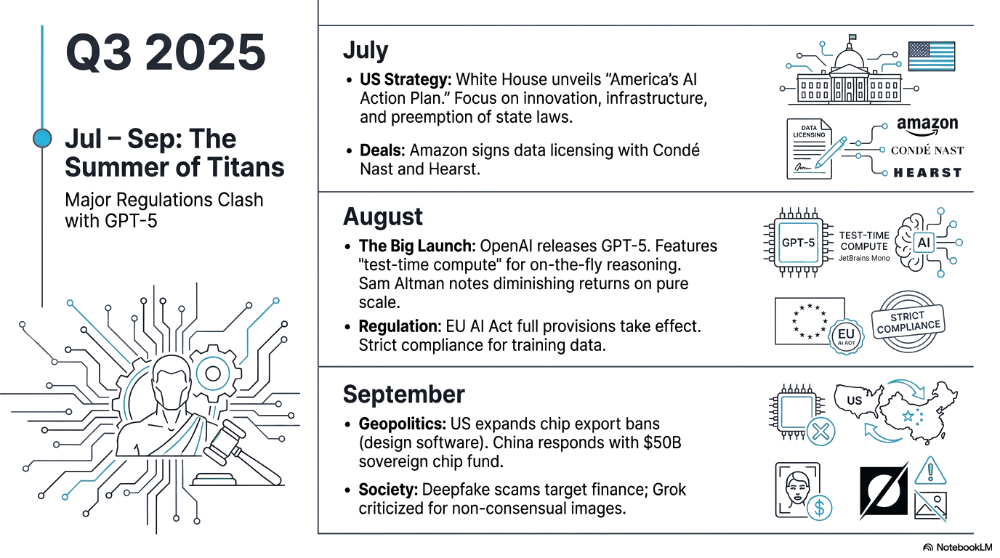 Q3 2025
Jul – Sep: The
Summer of Titans
Major Regulations Clash
with GPT-5
July
• US Strategy: White House unveils “America’s AI
Action Plan.” Focus on innovation, infrastructure,
and preemption of state laws.
• Deals: Amazon signs data licensing with Condé
Nast and Hearst.
DATA
LICENSING
amazon
CONDÉ NAST
HEARST
August
• The Big Launch: OpenAI releases GPT-5. Features
"test-time compute" for on-the-fly reasoning.
Sam Altman notes diminishing returns on pure
scale.
• Regulation: EU AI Act full provisions take effect.
Strict compliance for training data.
GPT-5
TEST-TIME
COMPUTE
JetBrains Mono
AI
EU
AI ACT
STRICT
COMPLIANCE
September
• Geopolitics: US expands chip export bans
(design software). China responds with $50B
sovereign chip fund.
• Society: Deepfake scams target finance; Grok
criticized for non-consensual images.
US
$
NotebookLM